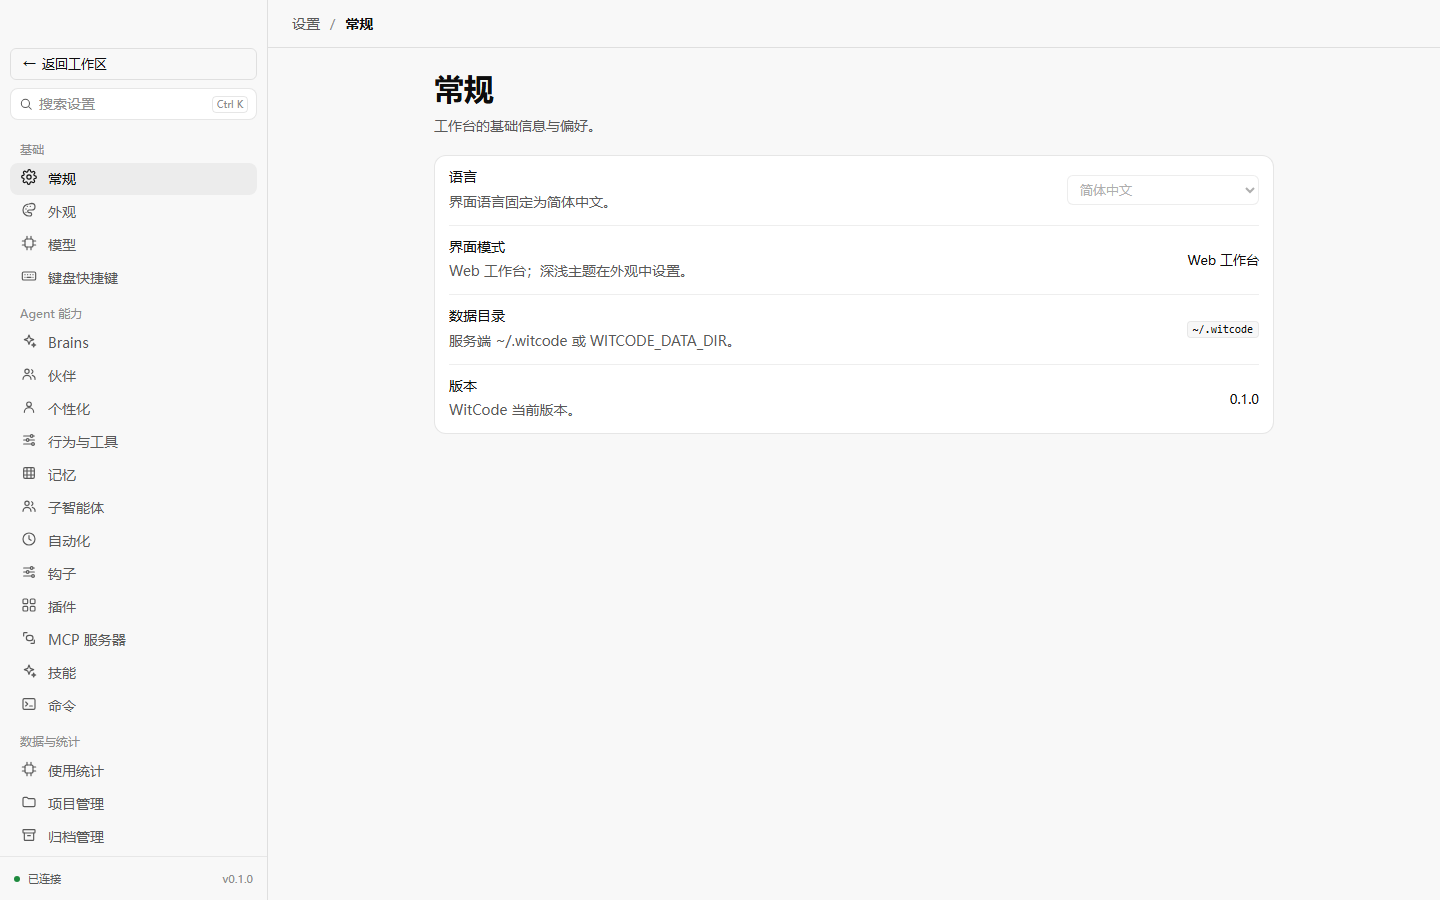 ← 返回工作区
搜索设置 Ctrl K
基础
常规
外观
模型
键盘快捷键
Agent 能力
Brains
伙伴
个性化
行为与工具
记忆
子智能体
自动化
钩子
插件
MCP 服务器
技能
命令
数据与统计
使用统计
项目管理
归档管理
已连接 v0.1.0
设置 / 常规
常规
工作台的基础信息与偏好。
语言
界面语言固定为简体中文。
简体中文
界面模式
Web 工作台；深浅主题在外观中设置。
Web 工作台
数据目录
服务端 ~/.witcode 或 WITCODE_DATA_DIR。
~/.witcode
版本
WitCode 当前版本。
0.1.0